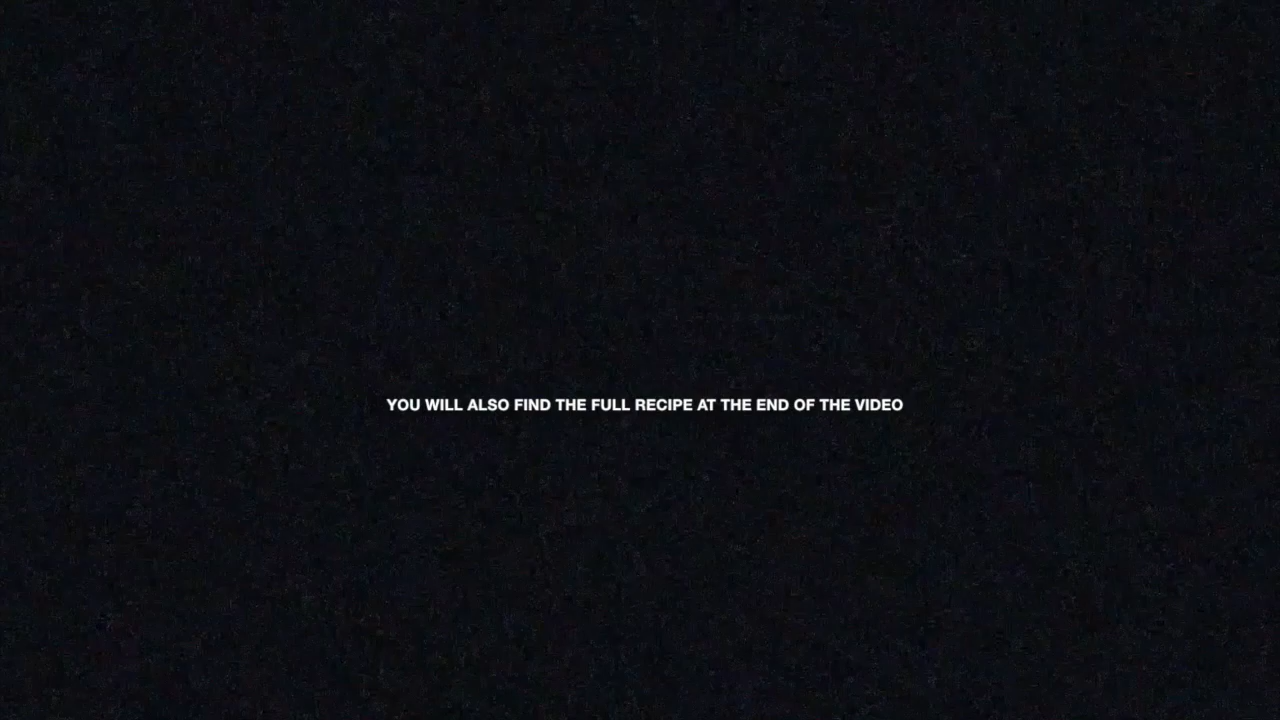 YOU WILL ALSO FIND THE FULL RECIPE AT THE END OF THE VIDEO